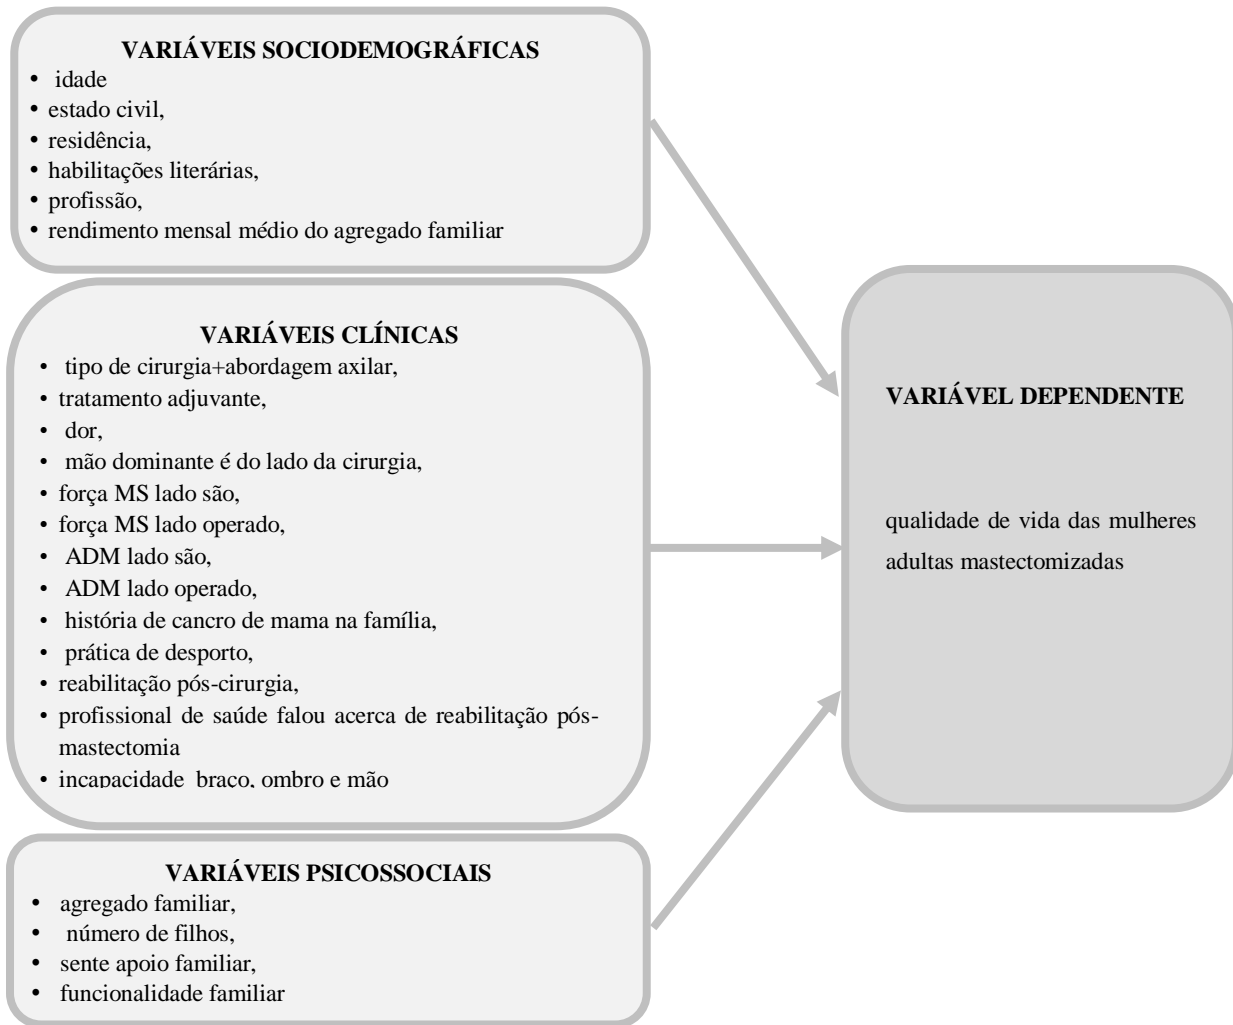 VARIÁVEIS SOCIODEMOGRÁFICAS
• idade
• estado civil,
• residência,
• habilitações literárias,
• profissão,
• rendimento mensal médio do agregado familiar
VARIÁVEIS CLÍNICAS
• tipo de cirurgia+abordagem axilar,
• tratamento adjuvante,
• dor,
• mão dominante é do lado da cirurgia,
• força MS lado são,
• força MS lado operado,
• ADM lado são,
• ADM lado operado,
• história de cancro de mama na família,
• prática de desporto,
• reabilitação pós-cirurgia,
• profissional de saúde falou acerca de reabilitação pós-
mastectomia
• incapacidade braço, ombro e mão
VARIÁVEIS PSICOSSOCIAIS
• agregado familiar,
• número de filhos,
• sente apoio familiar,
• funcionalidade familiar
VARIÁVEL DEPENDENTE
qualidade de vida das mulheres
adultas mastectomizadas